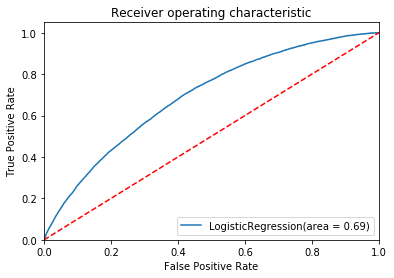 Receiver operating characteristic
1.0
0.8
0.6
0.4
0.2
0.0
True Positive Rate
LogisticRegression(area = 0.69)
0.0 0.2 0.4 0.6 0.8 1.0
False Positive Rate